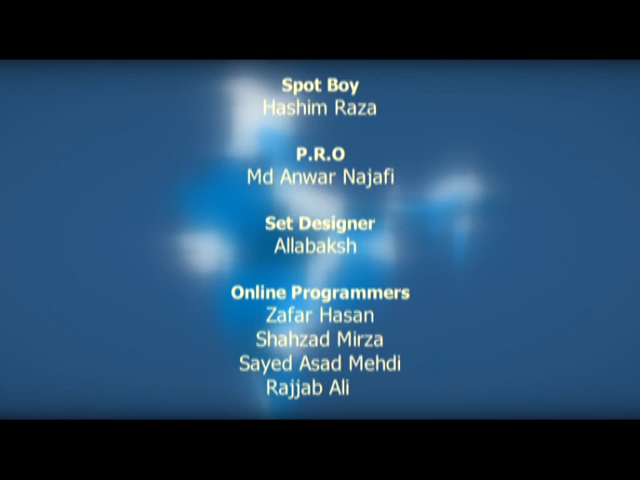 Spot Boy
Hashim Raza
P.R.O
Md Anwar Najafi
Set Designer
Allabaksh
Online Programmers
Zafar Hasan
Shahzad Mirza
Sayed Asad Mehdi
Rajjab Ali